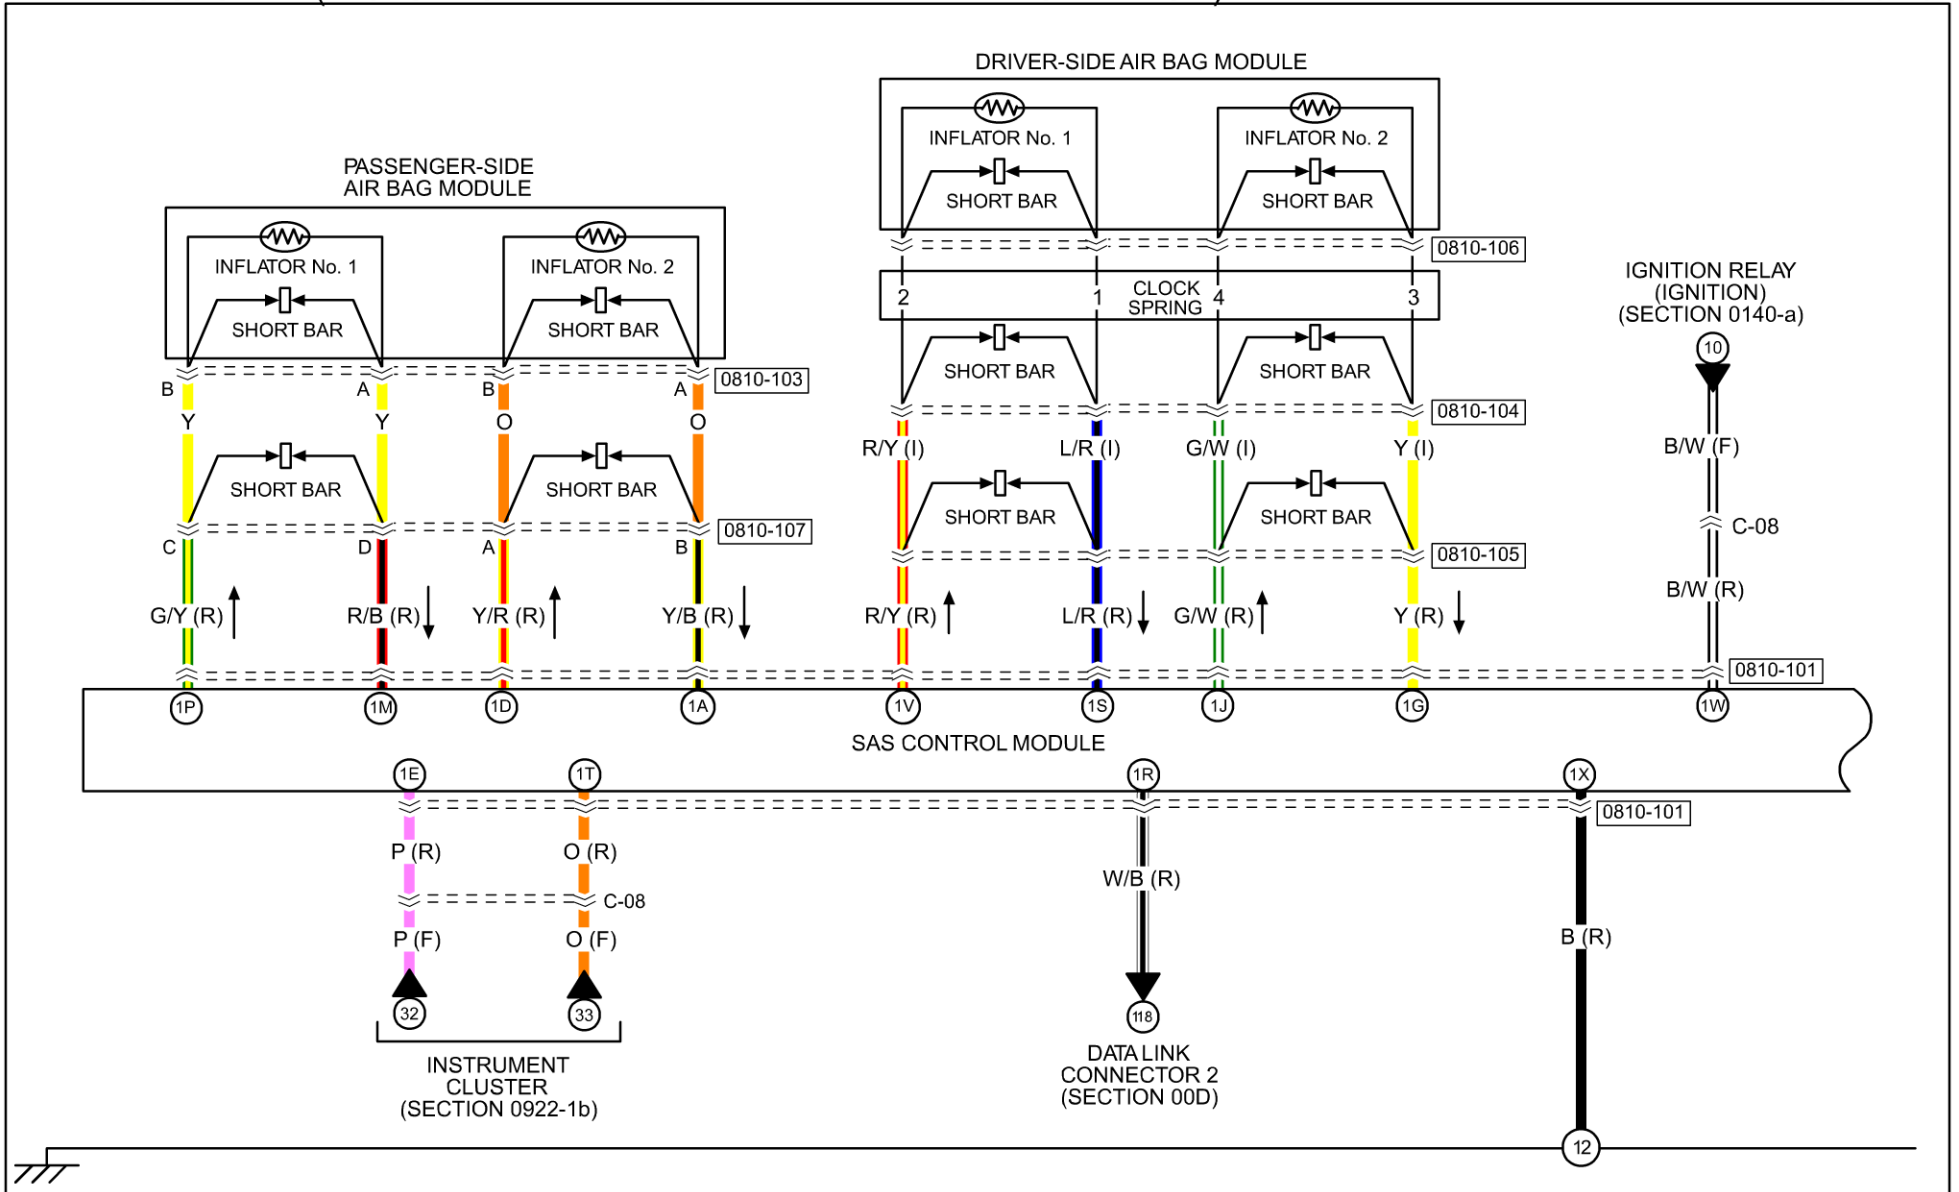 DRIVER-SIDE AIR BAG MODULE
INFLATOR No. 1
INFLATOR No. 2
SHORT BAR
SHORT BAR
0810-106
2
1
CLOCK
SPRING
4
3
SHORT BAR
SHORT BAR
0810-104
R/Y (I)
L/R (I)
G/W (I)
Y (I)
SHORT BAR
SHORT BAR
0810-105
R/Y (R)
L/R (R)
G/W (R)
Y (R)
PASSENGER-SIDE
AIR BAG MODULE
INFLATOR No. 1
INFLATOR No. 2
SHORT BAR
SHORT BAR
B
A
B
A
0810-103
Y
Y
O
O
SHORT BAR
SHORT BAR
0810-107
C
D
A
B
G/Y (R)
R/B (R)
Y/R (R)
Y/B (R)
IGNITION RELAY
(IGNITION)
(SECTION 0140-a)
10
B/W (F)
C-08
B/W (R)
0810-101
1P
1M
1D
1A
1V
1S
1J
1G
1W
SAS CONTROL MODULE
1E
1T
1R
1X
0810-101
P (R)
O (R)
W/B (R)
C-08
P (F)
O (F)
B (R)
32
33
118
INSTRUMENT
CLUSTER
(SECTION 0922-1b)
DATA LINK
CONNECTOR 2
(SECTION 00D)
12